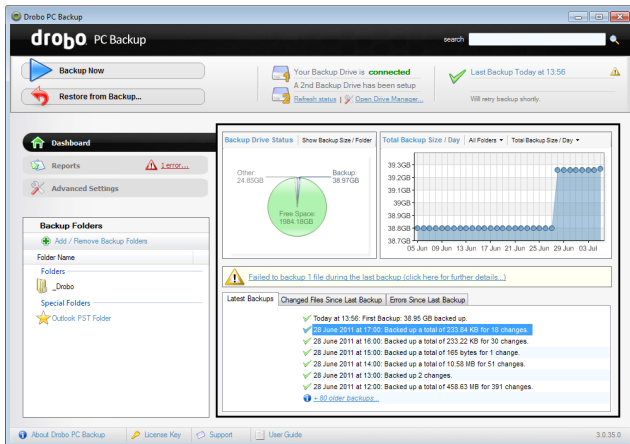 Drobo PC Backup
drobo PC Backup
search
Backup Now
Restore from Backup...
Your Backup Drive is connected
A 2nd Backup Drive has been setup
Refresh status | Open Drive Manager...
Last Backup Today at 13:56
Will retry backup shortly.
Dashboard
Reports
1 error...
Advanced Settings
Backup Folders
Add / Remove Backup Folders
Folder Name
Folders
_Drobo
Special Folders
Outlook PST Folder
Backup Drive Status
Show Backup Size / Folder
Other:
24.85GB
Backup:
38.97GB
Free Space:
1984.18GB
Total Backup Size / Day
All Folders
Total Backup Size / Day
39.3GB
39.2GB
39.1GB
39GB
38.9GB
38.8GB
38.7GB
05 Jun 09 Jun 13 Jun 17 Jun 21 Jun 25 Jun 29 Jun 03 Jul
Failed to backup 1 file during the last backup (click here for further details...)
Latest Backups
Changed Files Since Last Backup
Errors Since Last Backup
Today at 13:56: First Backup: 38.95 GB backed up.
28 June 2011 at 17:00: Backed up a total of 233.84 KB for 18 changes.
28 June 2011 at 16:00: Backed up a total of 233.22 KB for 30 changes.
28 June 2011 at 15:00: Backed up a total of 165 bytes for 1 change.
28 June 2011 at 14:00: Backed up a total of 10.58 MB for 51 changes.
28 June 2011 at 13:00: Backed up 2 changes.
28 June 2011 at 12:00: Backed up a total of 458.63 MB for 391 changes.
+ 80 older backups...
About Drobo PC Backup
License Key
Support
User Guide
3.0.35.0